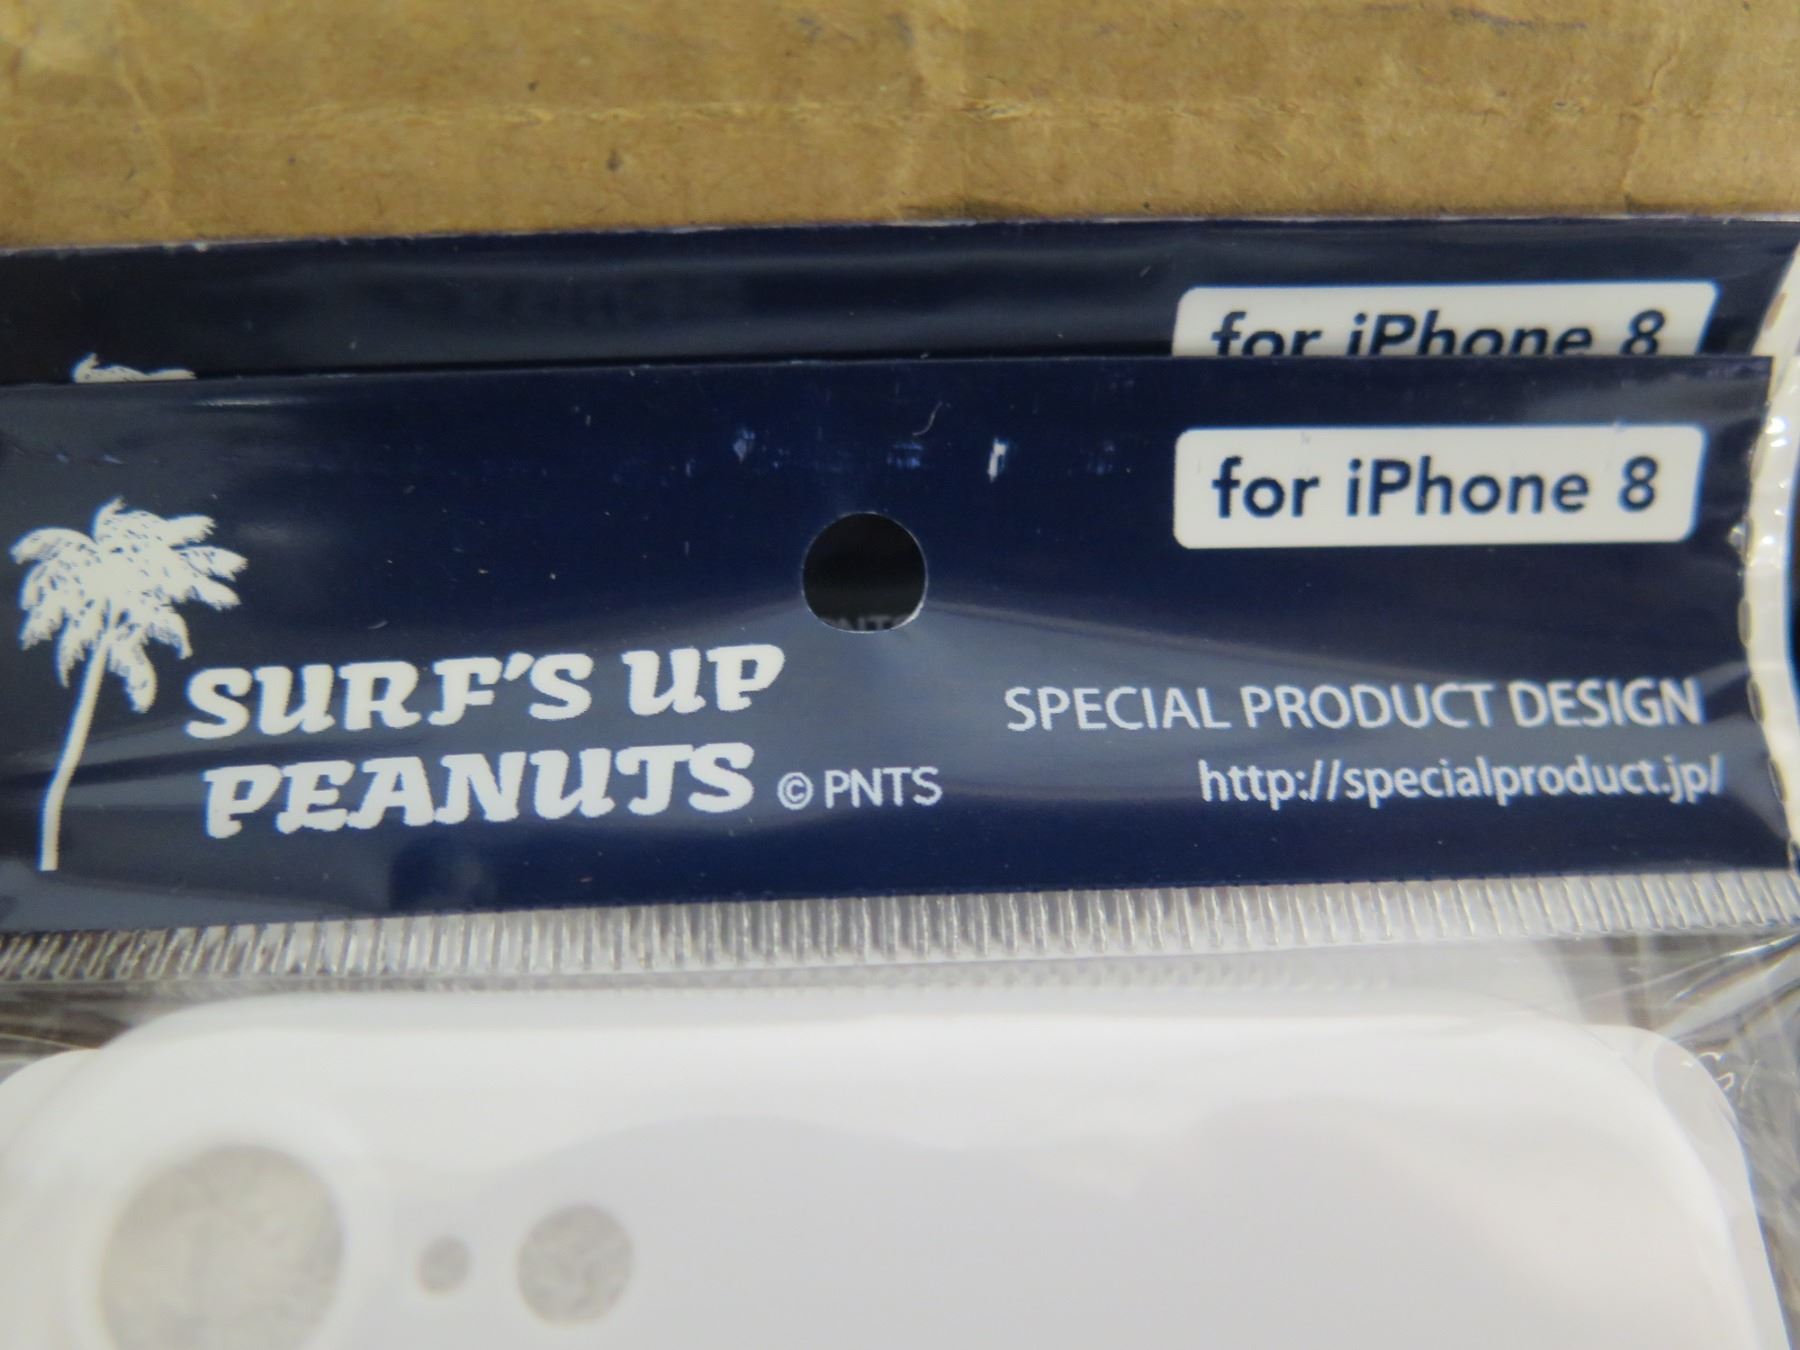 for iPhone 8
for iPhone 8
SURF'S UP
PEANUTS © PNTS
SPECIAL PRODUCT DESIGN
http://specialproduct.jp/